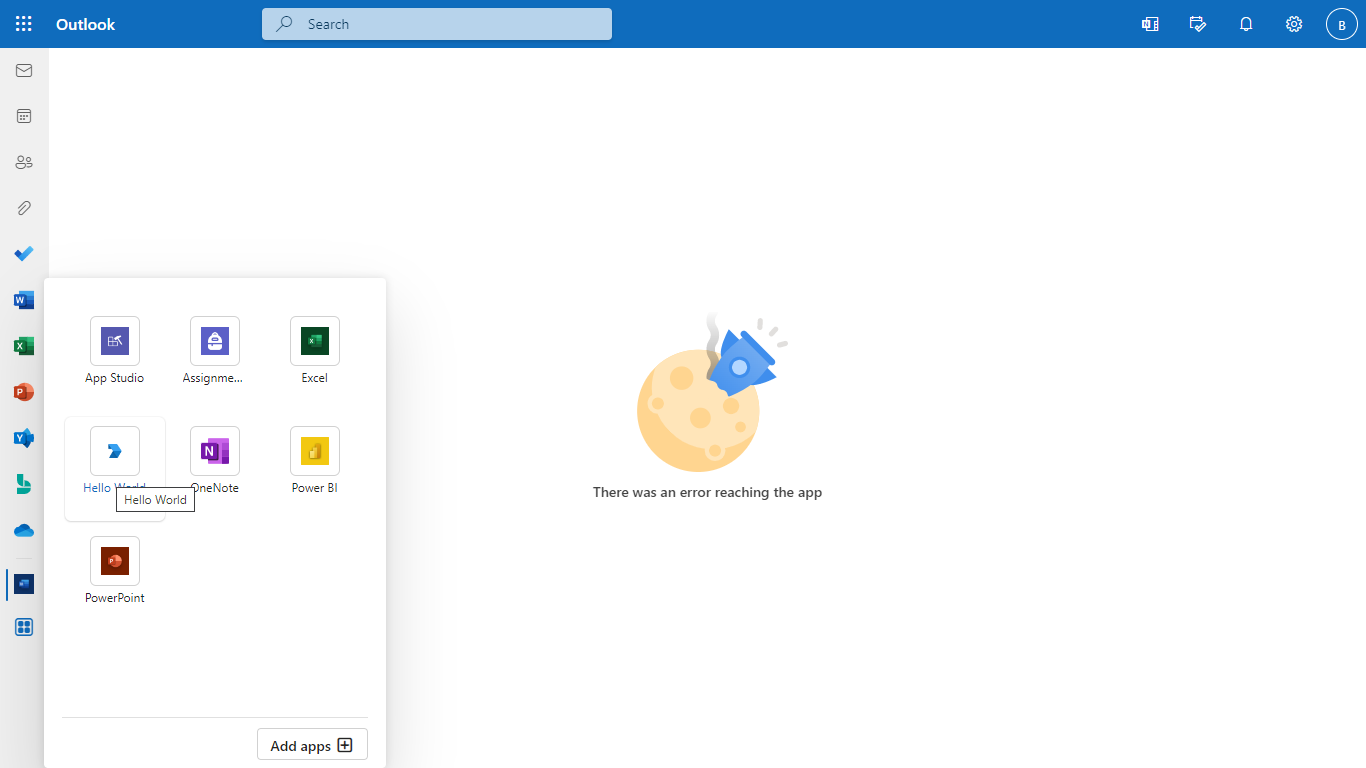 Outlook
Search
B
App Studio
Assignme...
Excel
Hello World
OneNote
Power BI
Hello World
PowerPoint
There was an error reaching the app
Add apps